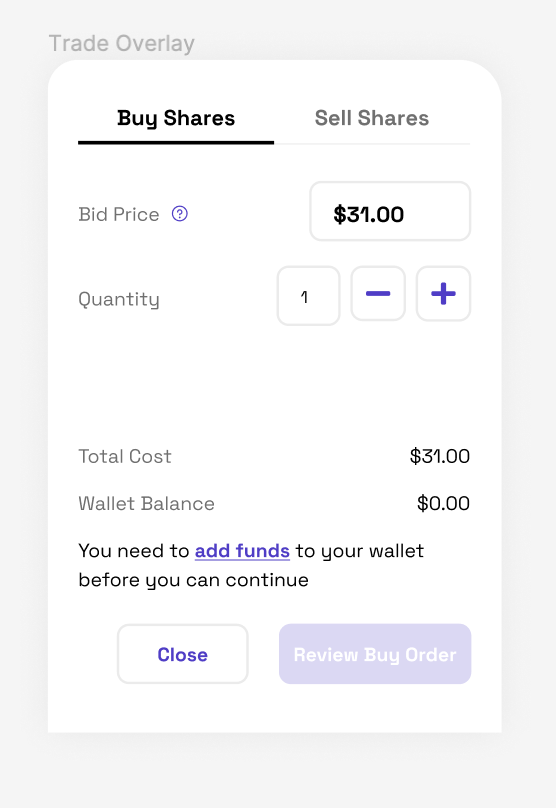 Trade Overlay
Buy Shares
Sell Shares
Bid Price ?
$31.00
Quantity
1
Total Cost
$31.00
Wallet Balance
$0.00
You need to add funds to your wallet
before you can continue
Close
Review Buy Order